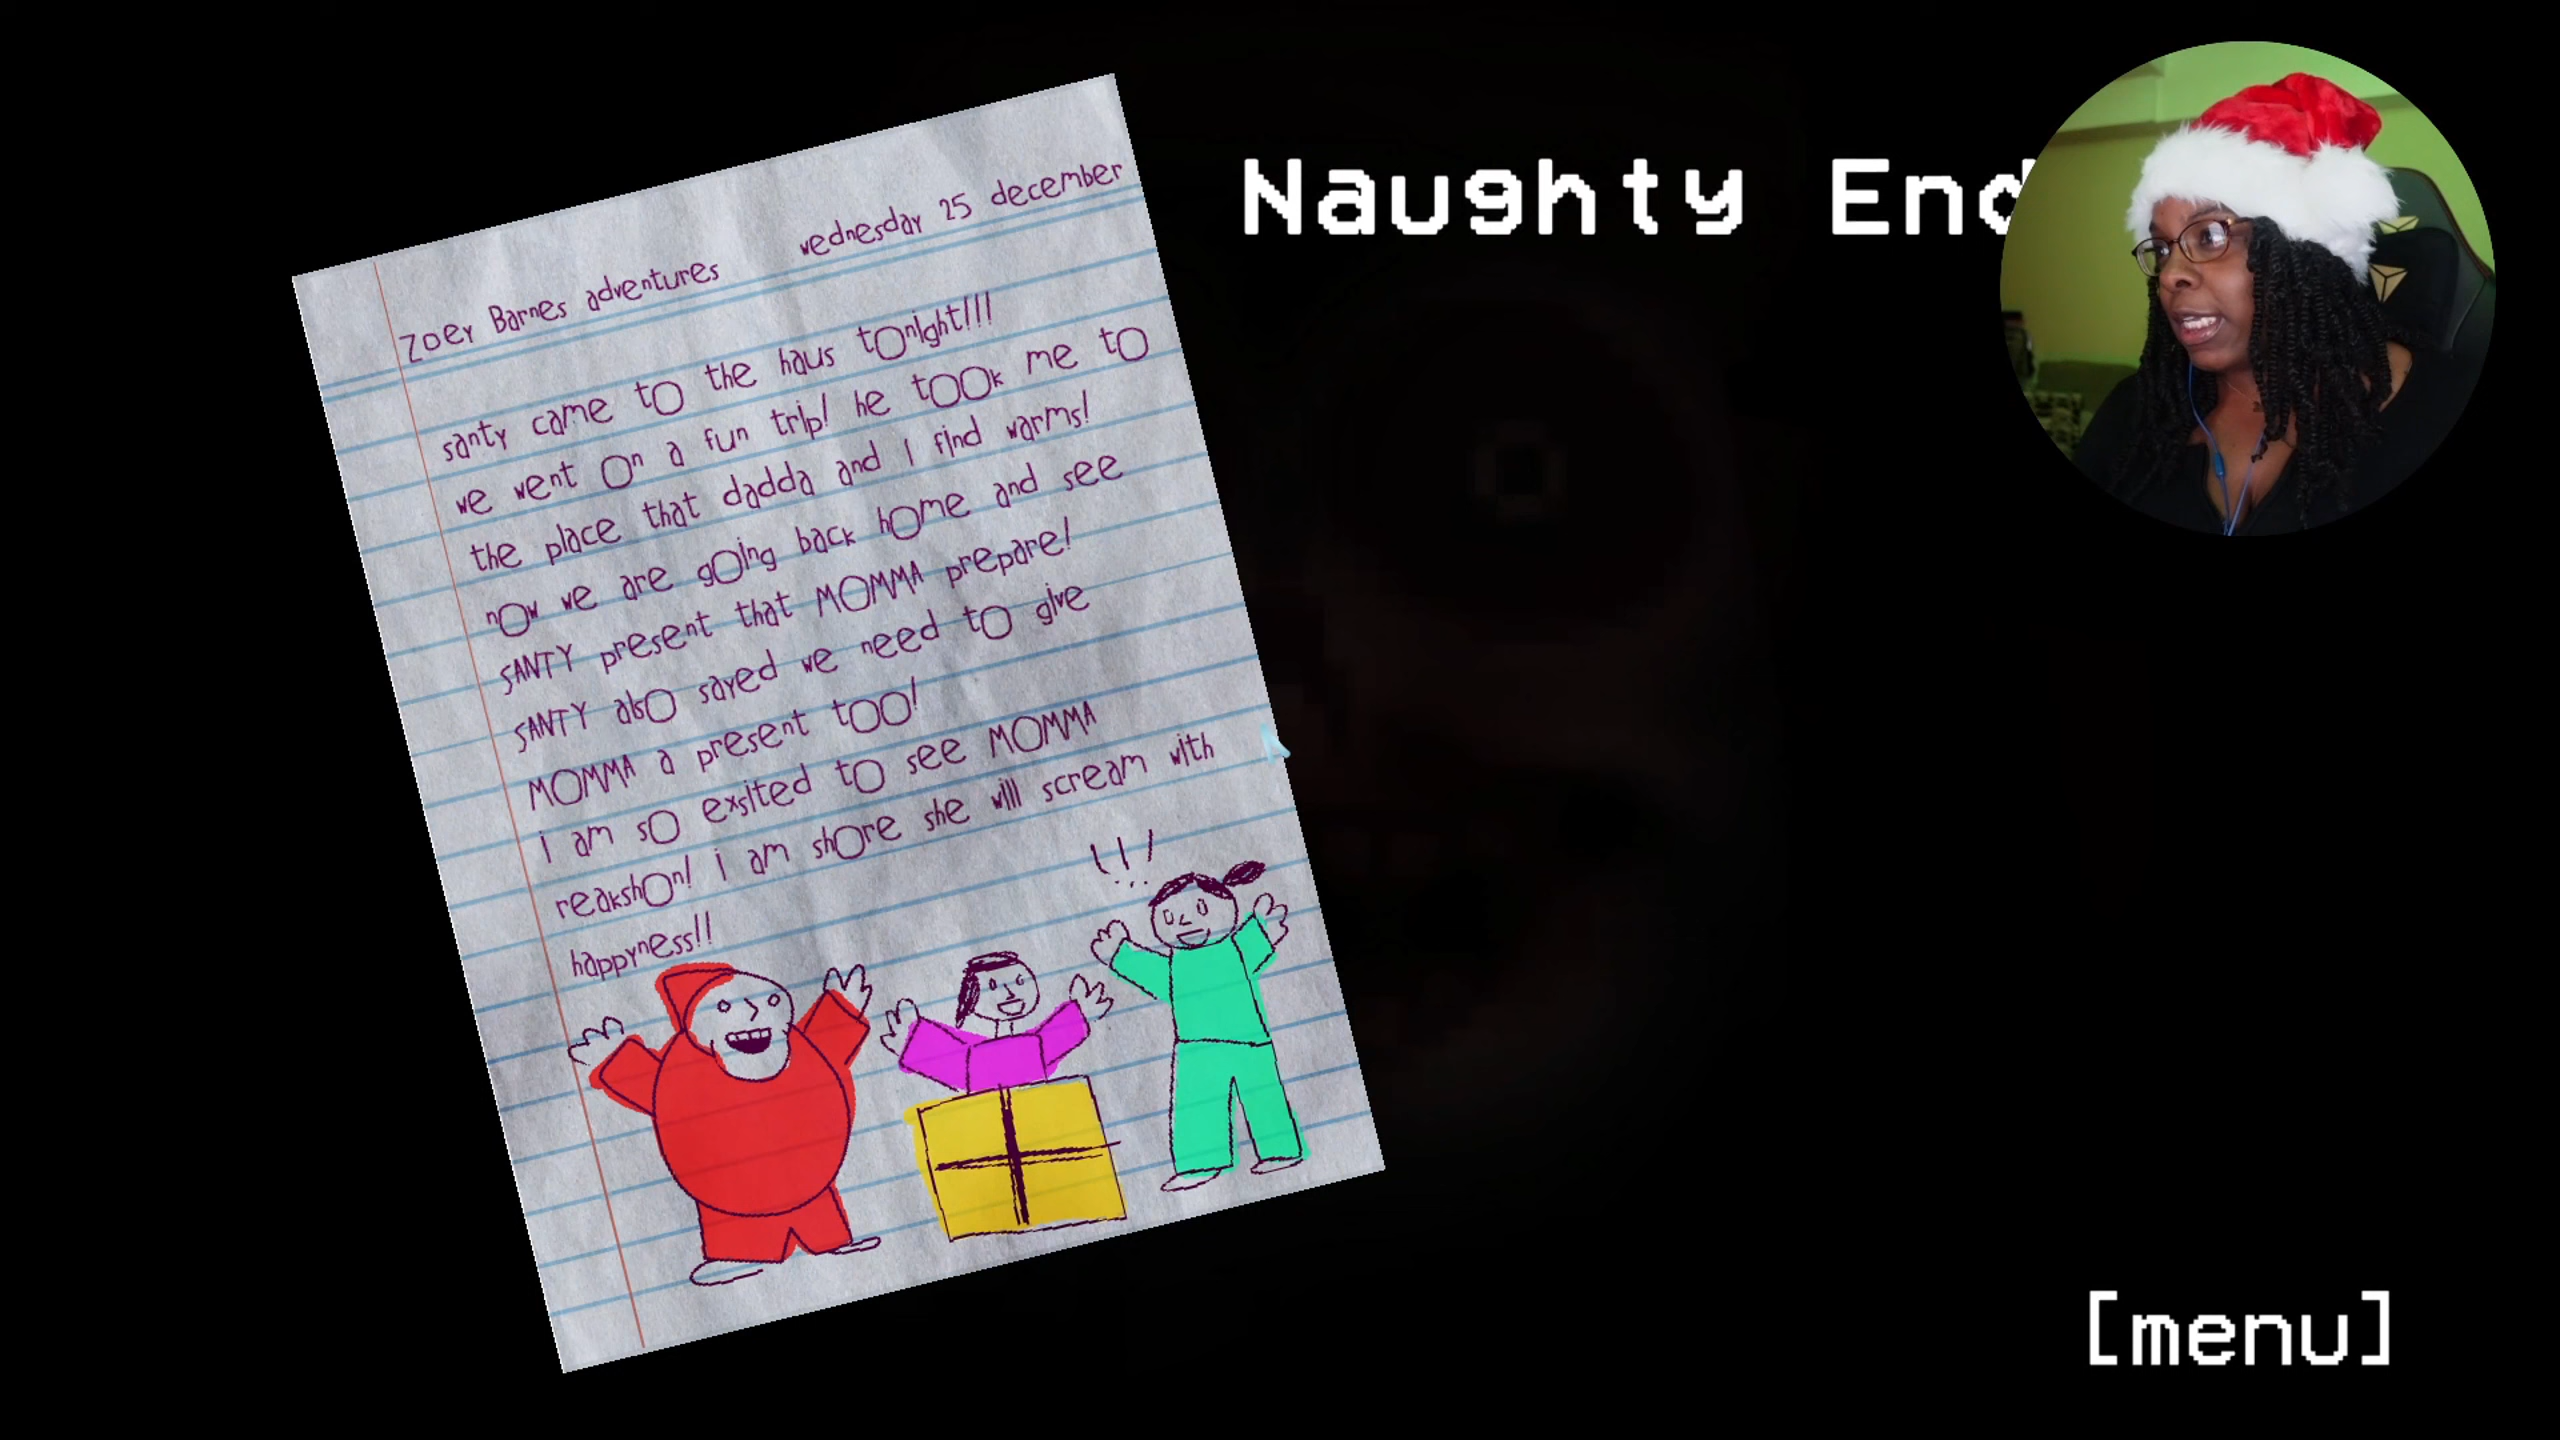 Zoey Barnes adventures wednesday 25 december
santy came to the haus tonight!!!
we went on a fun trip! he took me to
the place that dadda and I find warms!
now we are going back home and see
SANTY present that MOMMA prepare!
SANTY also sayed we need to give
MOMMA a present too!
i am so exsited to see MOMMA
reakshon! i am shore she will scream with
happyness!!
!!!
Naughty End
[menu]